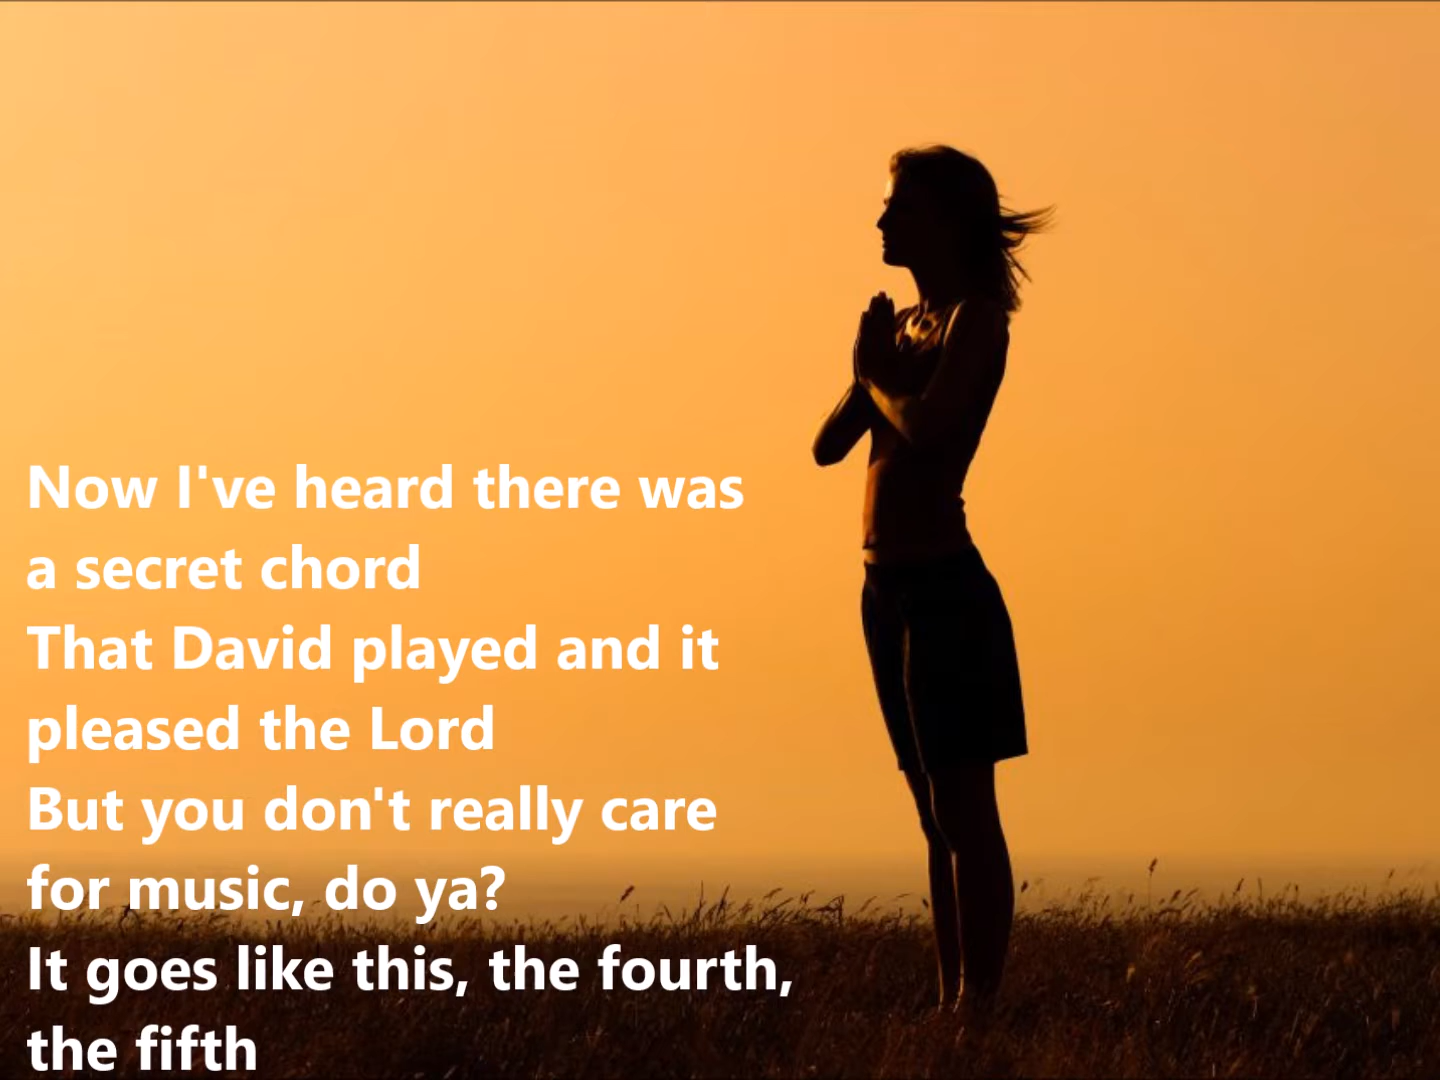 Now I've heard there was
a secret chord
That David played and it
pleased the Lord
But you don't really care
for music, do ya?
It goes like this, the fourth,
the fifth